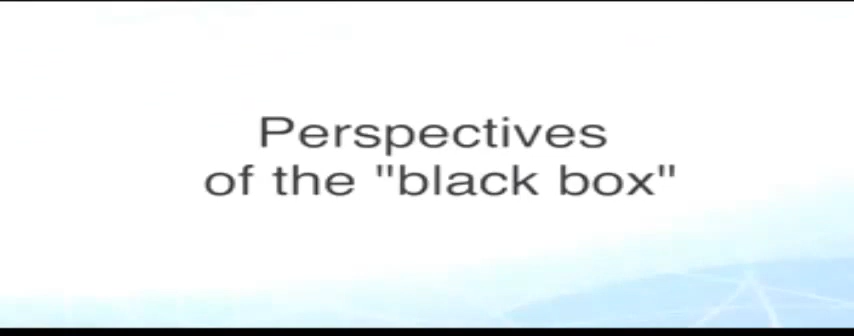 Perspectives
of the "black box"